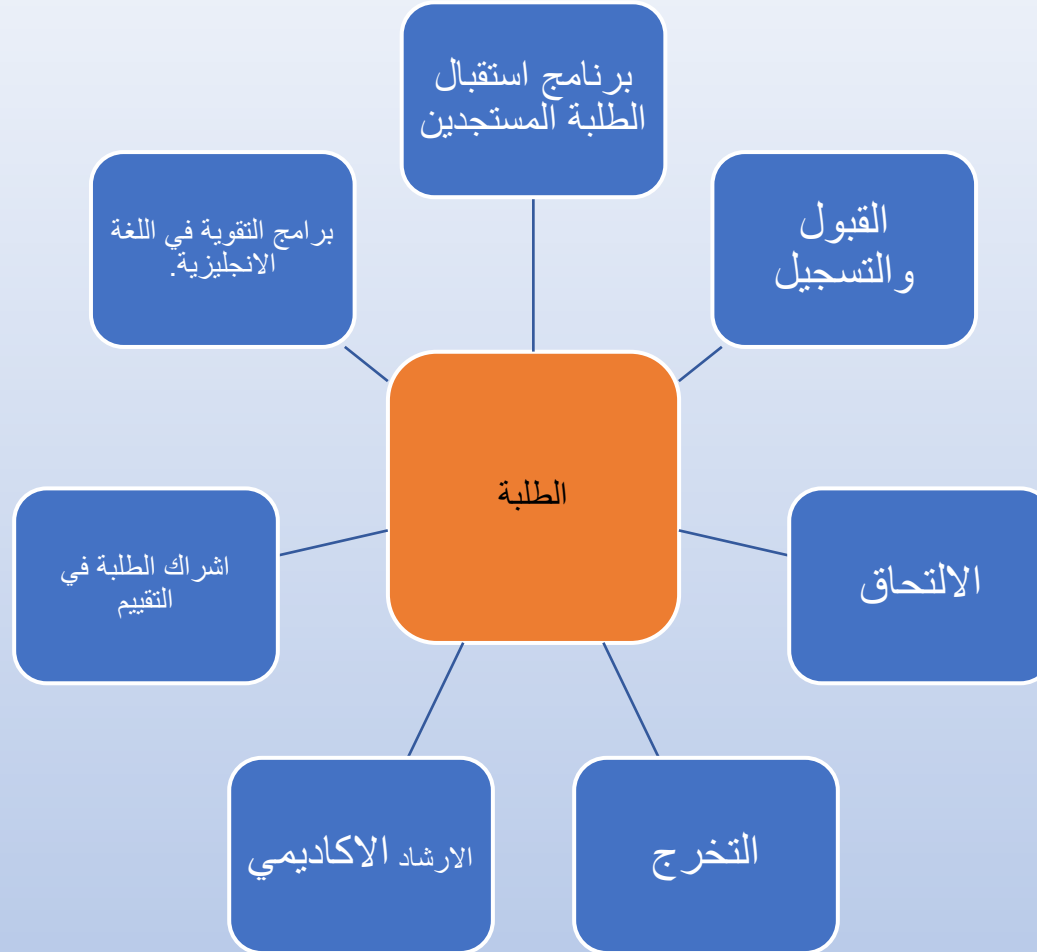 برنامج استقبال
الطلبة المستجدين
القبول
والتسجيل
برامج التقوية في اللغة
الانجليزية.
الطلبة
اشراك الطلبة في
التقييم
الالتحاق
الارشاد الاكاديمي
التخرج